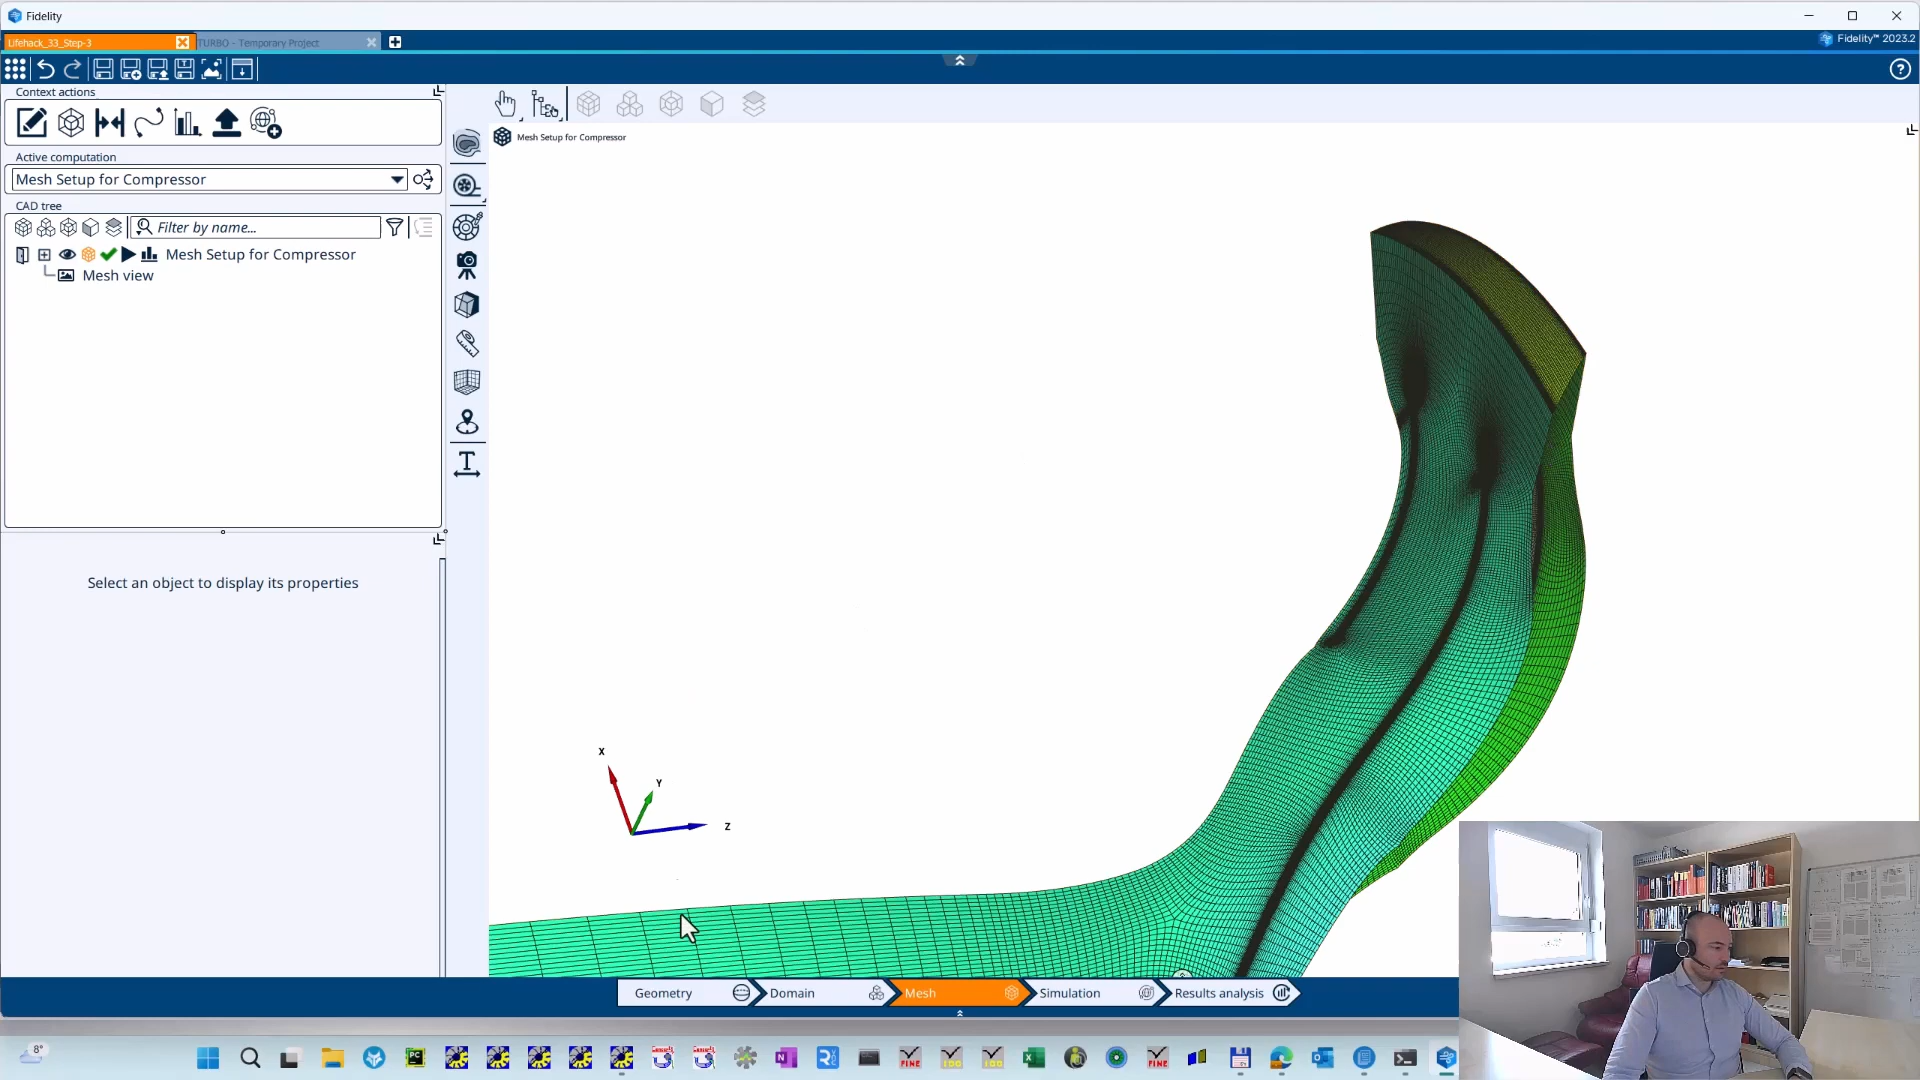 Fidelity
Lifehack_33_Step-3
TURBO - Temporary Project
Fidelity™ 2023.2
Context actions
Active computation
Mesh Setup for Compressor
CAD tree
Filter by name...
Mesh Setup for Compressor
Mesh view
Select an object to display its properties
Mesh Setup for Compressor
X
Y
Z
Geometry
Domain
Mesh
Simulation
Results analysis
8°